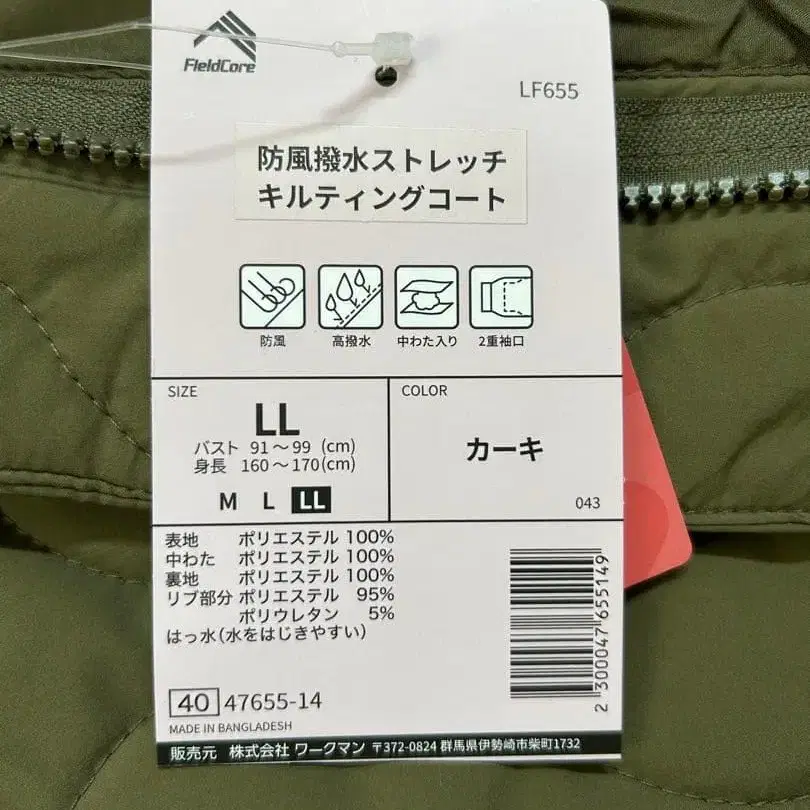 FieldCore
LF655
防風撥水ストレッチ
キルティングコート
防風 高撥水 中わた入り 2重袖口
SIZE
LL
バスト 91～99 (cm)
身長 160～170(cm)
M L LL
COLOR
カーキ
043
表地 ポリエステル 100%
中わた ポリエステル 100%
裏地 ポリエステル 100%
リブ部分 ポリエステル 95%
ポリウレタン 5%
はっ水(水をはじきやすい)
2 300047 655149
40 47655-14
MADE IN BANGLADESH
販売元 株式会社 ワークマン 〒372-0824 群馬県伊勢崎市柴町1732